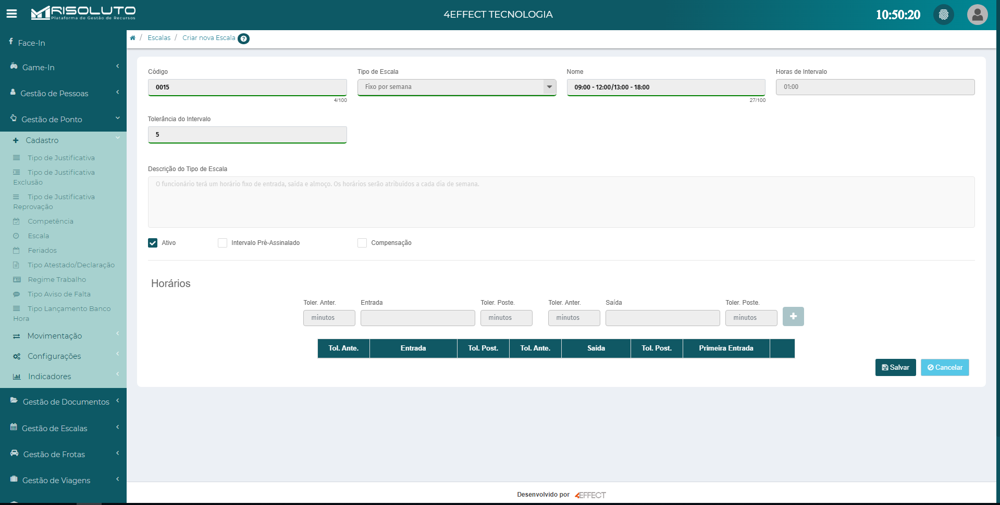 RISOLUTO
Plataforma de Gestão de Recursos
4EFFECT TECNOLOGIA
10:50:20
Face-In
Game-In
Gestão de Pessoas
Gestão de Ponto
Cadastro
Tipo de Justificativa
Tipo de Justificativa
Exclusão
Tipo de Justificativa
Reprovação
Competência
Escala
Feriados
Tipo Atestado/Declaração
Regime Trabalho
Tipo Aviso de Falta
Tipo Lançamento Banco
Hora
Movimentação
Configurações
Indicadores
Gestão de Documentos
Gestão de Escalas
Gestão de Frotas
Gestão de Viagens
/ Escalas / Criar nova Escala ?
Código
Tipo de Escala
Nome
Horas de Intervalo
0015
Fixo por semana
09:00 - 12:00/13:00 - 18:00
01:00
4/100
27/100
Tolerância do Intervalo
5
Descrição do Tipo de Escala
O funcionário terá um horário fixo de entrada, saída e almoço. Os horários serão atribuídos a cada dia de semana.
Ativo
Intervalo Pré-Assinalado
Compensação
Horários
Toler. Anter.
Entrada
Toler. Poste.
Toler. Anter.
Saída
Toler. Poste.
minutos
minutos
minutos
minutos
Tol. Ante.
Entrada
Tol. Post.
Tol. Ante.
Saída
Tol. Post.
Primeira Entrada
Salvar
Cancelar
Desenvolvido por 4EFFECT